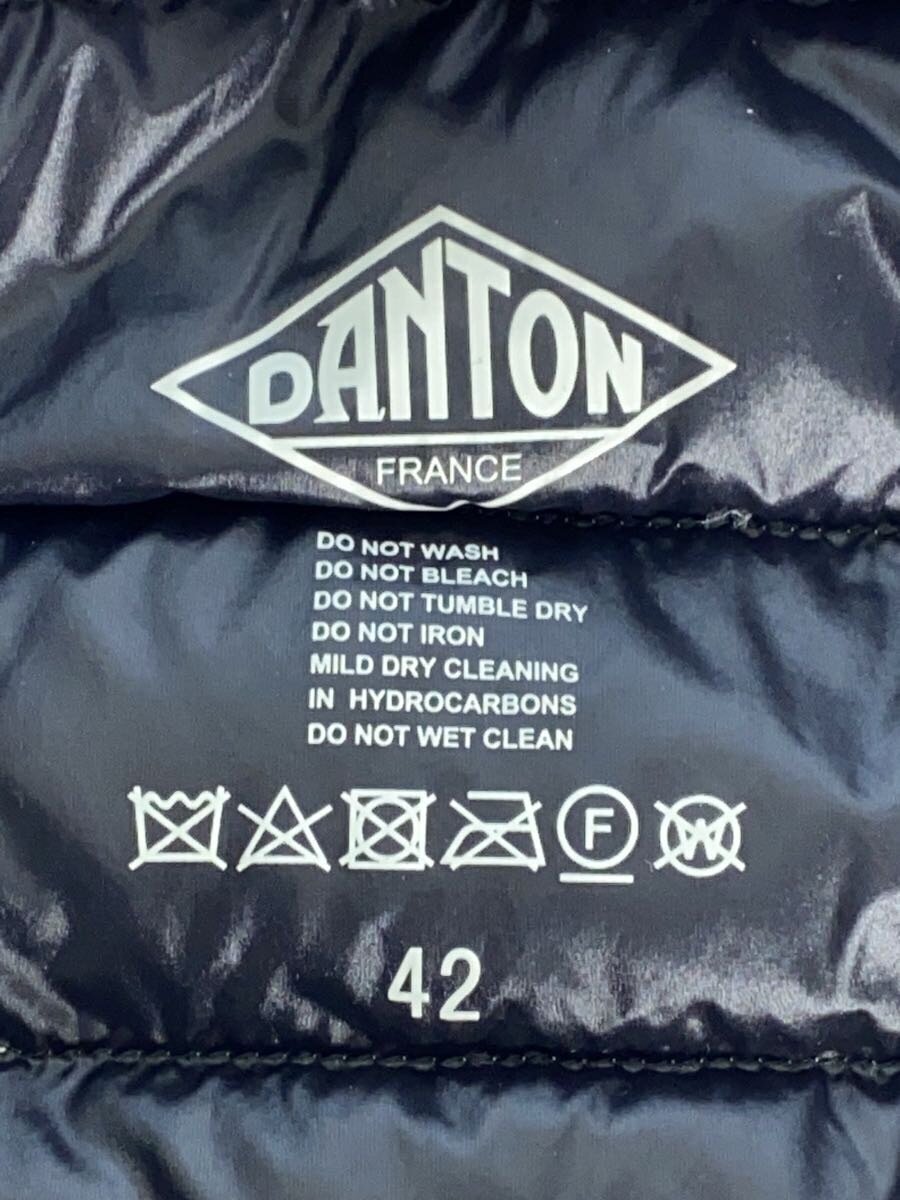 DANTON
FRANCE
DO NOT WASH
DO NOT BLEACH
DO NOT TUMBLE DRY
DO NOT IRON
MILD DRY CLEANING
IN HYDROCARBONS
DO NOT WET CLEAN
F W
42